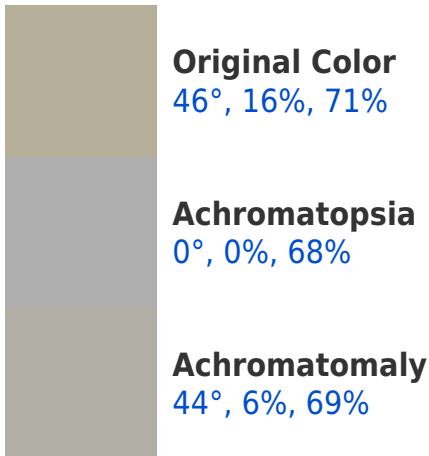 Original Color
46°, 16%, 71%
Achromatopsia
0°, 0%, 68%
Achromatomaly
44°, 6%, 69%